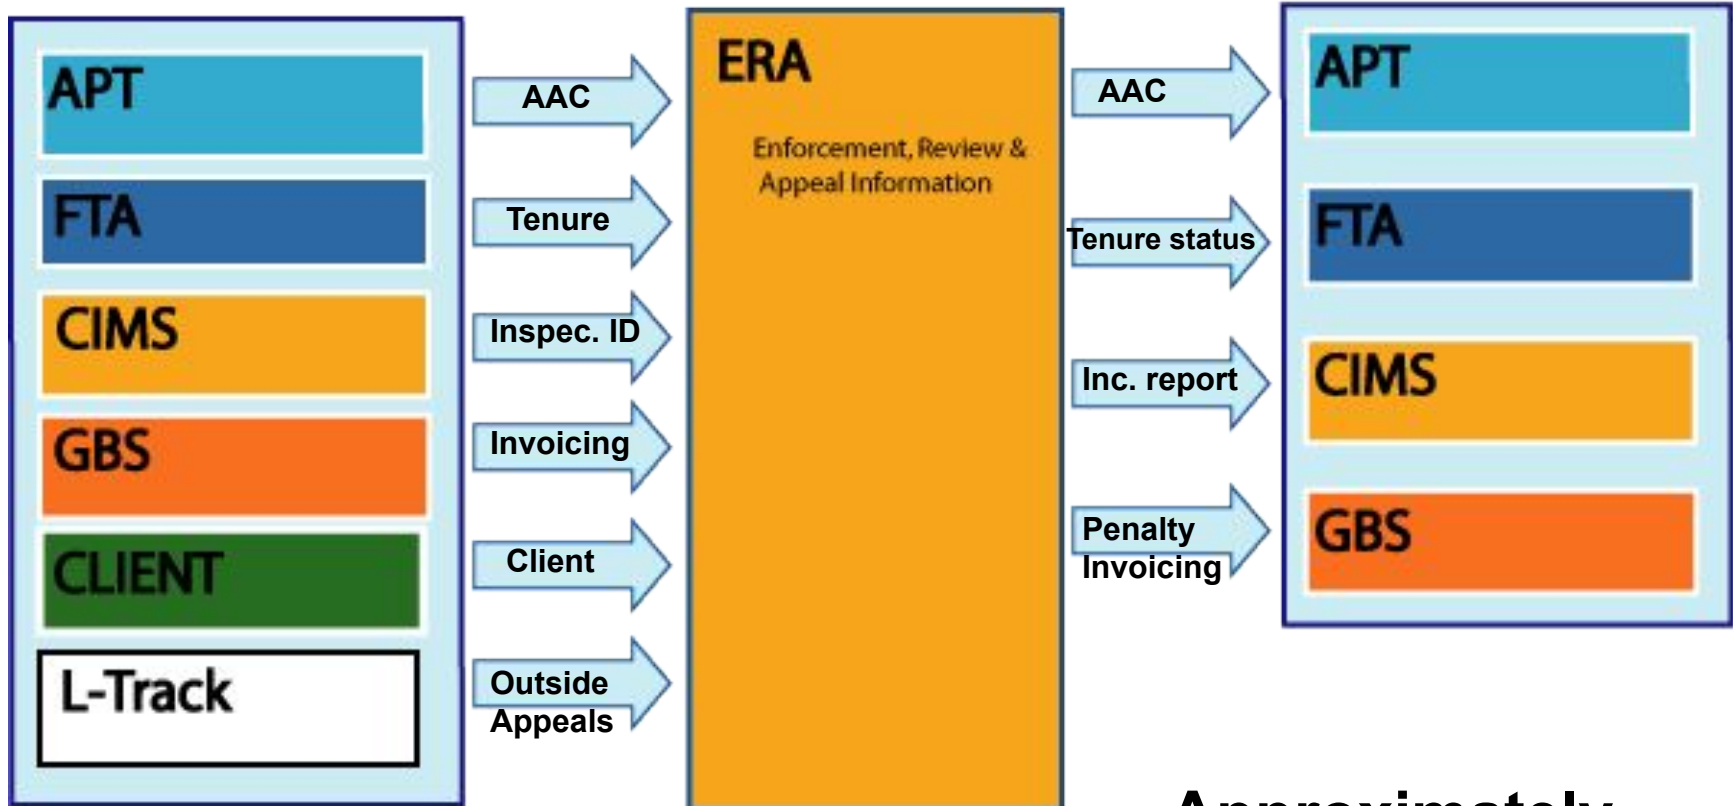 APT
FTA
CIMS
GBS
CLIENT
L-Track
AAC
Tenure
Inspec. ID
Invoicing
Client
Outside
Appeals
ERA
Enforcement, Review &
Appeal Information
AAC
Tenure status
Inc. report
Penalty
Invoicing
APT
FTA
CIMS
GBS
Approximately